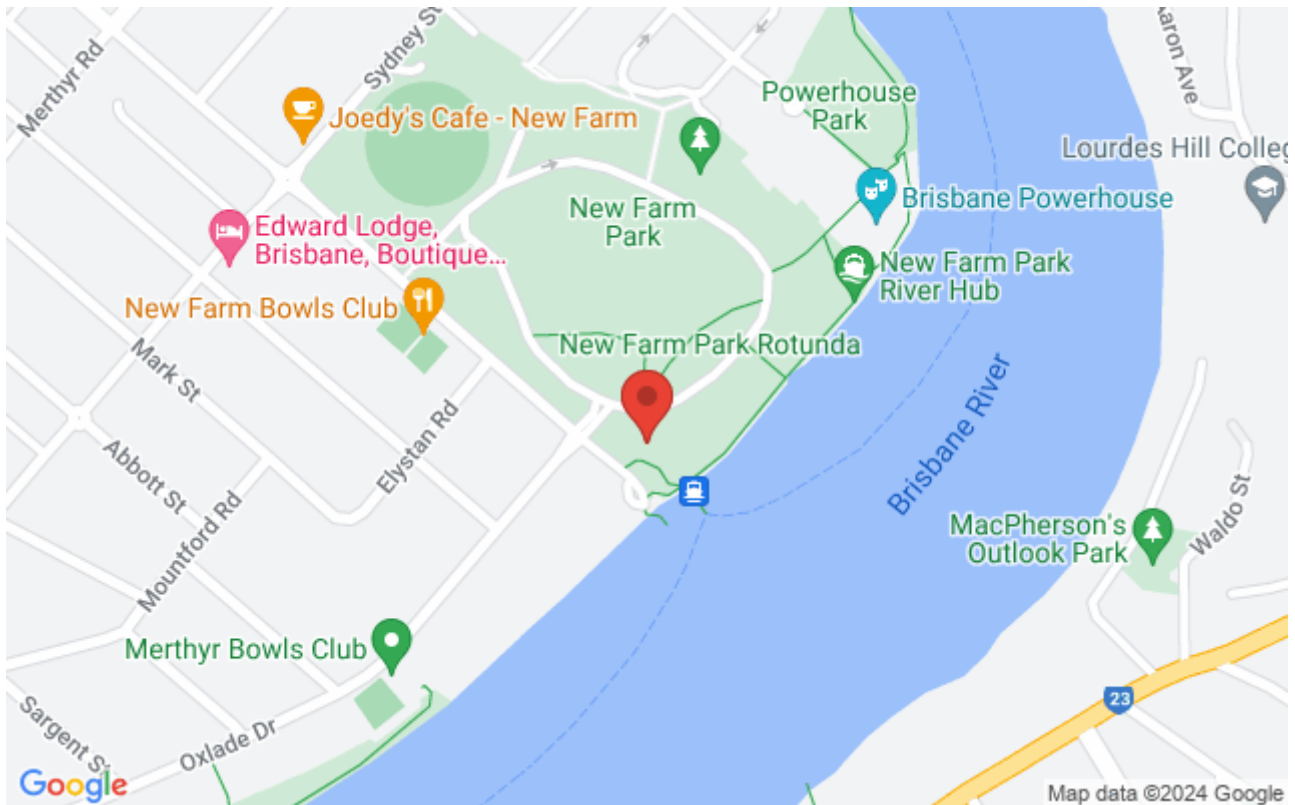 Merthyr Rd
Sydney St
Aaron Ave
Joedy's Cafe - New Farm
Powerhouse
Park
Lourdes Hill Colleg
Brisbane Powerhouse
New Farm
Park
Edward Lodge,
Brisbane, Boutique...
New Farm Park
River Hub
New Farm Bowls Club
New Farm Park Rotunda
Mark St
Abbott St
Elystan Rd
Mountford Rd
Brisbane River
MacPherson's
Outlook Park
Waldo St
Merthyr Bowls Club
23
Sargent St
Oxlade Dr
Google
Map data ©2024 Google